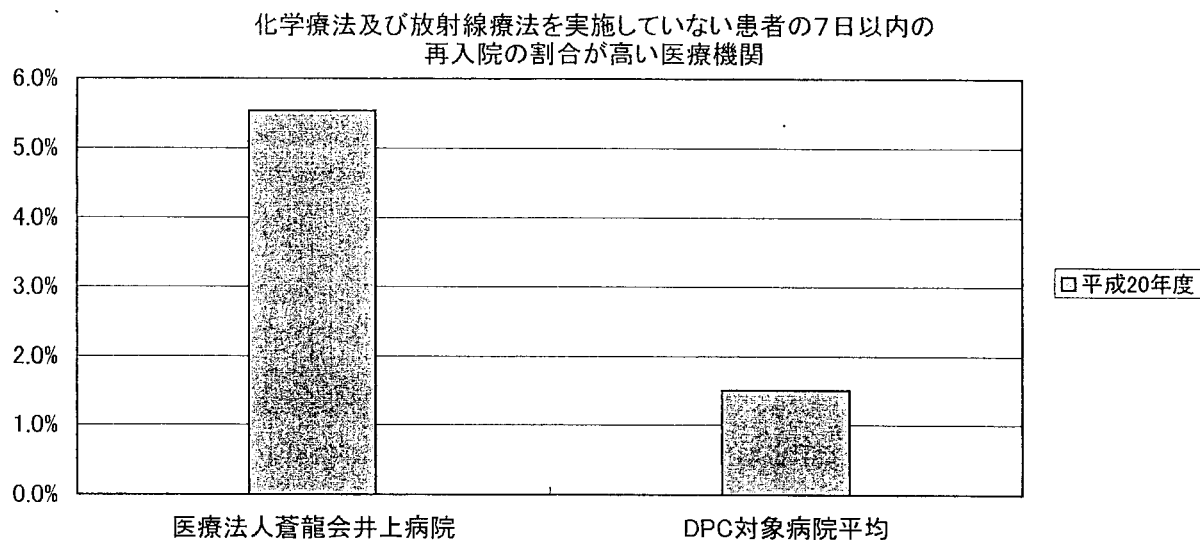 化学療法及び放射線療法を実施していない患者の7日以内の
再入院の割合が高い医療機関
6.0%
5.0%
4.0%
3.0%
2.0%
1.0%
0.0%
平成20年度
医療法人蒼龍会井上病院
DPC対象病院平均